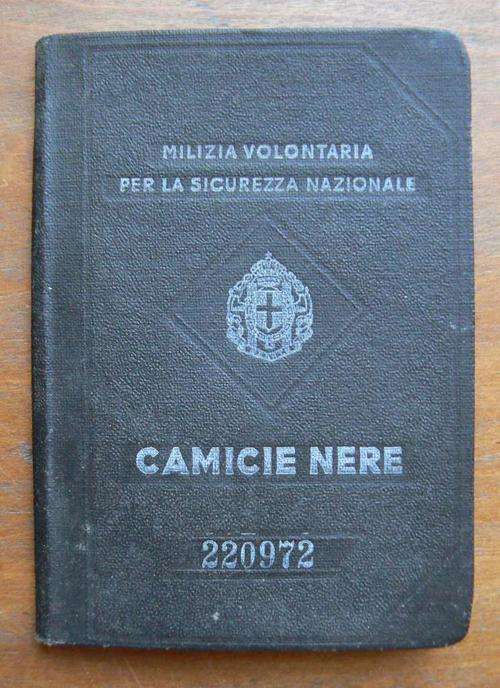 MILIZIA VOLONTARIA
PER LA SICUREZZA NAZIONALE
CAMICIE NERE
220972